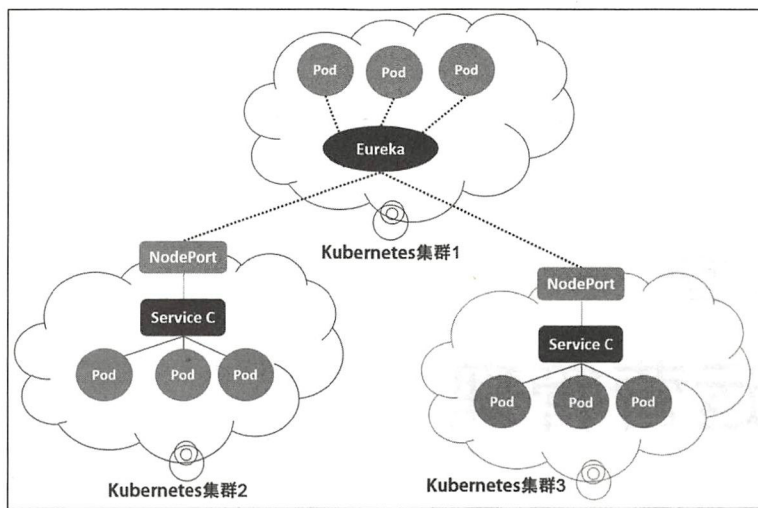 Pod Pod Pod
Eureka
Kubernetes集群1
NodePort
Service C
Pod Pod Pod
Kubernetes集群2
NodePort
Service C
Pod Pod Pod
Kubernetes集群3